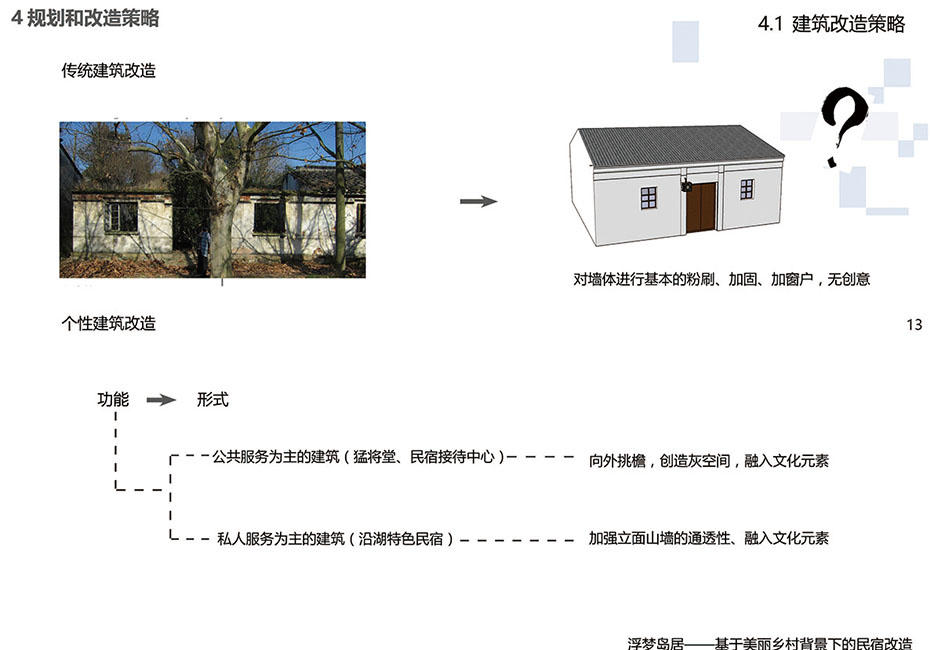 4 规划和改造策略
4.1 建筑改造策略
传统建筑改造
?
对墙体进行基本的粉刷、加固、加窗户，无创意
个性建筑改造
13
功能
形式
公共服务为主的建筑（猛将堂、民宿接待中心）
向外挑檐，创造灰空间，融入文化元素
私人服务为主的建筑（沿湖特色民宿）
加强立面山墙的通透性、融入文化元素
浮梦岛居——基于美丽乡村背景下的民宿改造